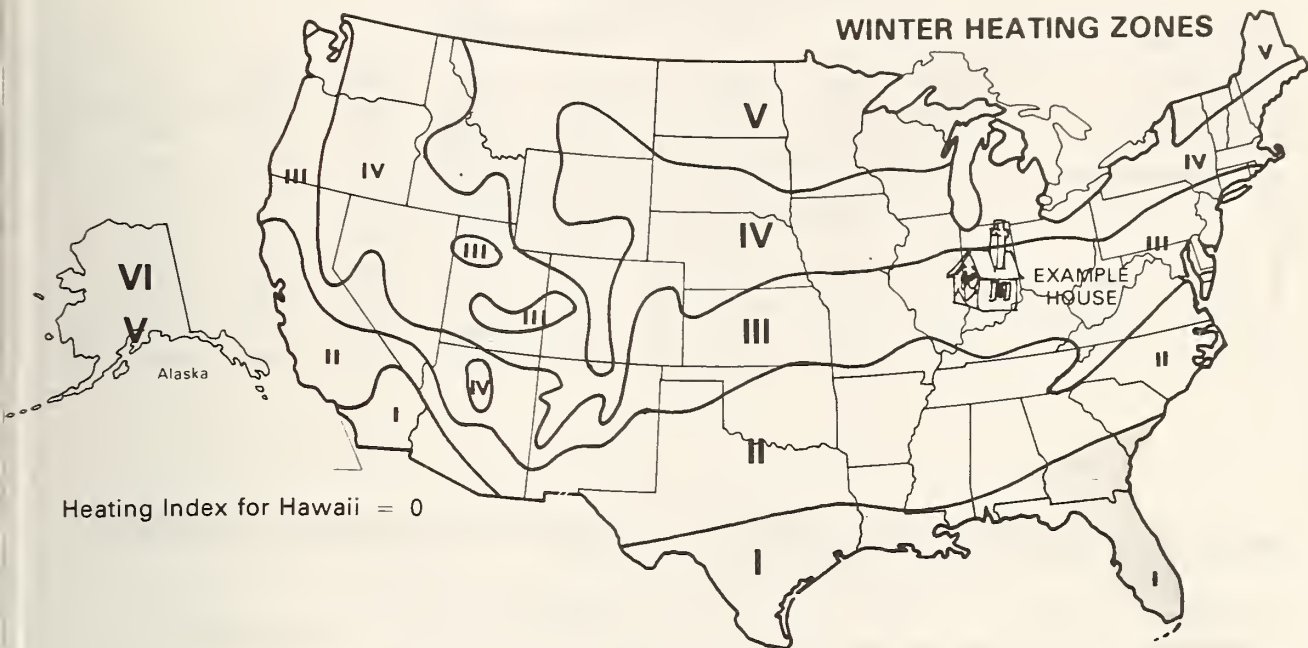 WINTER HEATING ZONES
V
V
IV
III
IV
III
IV
III
EXAMPLE
HOUSE
VI
V
Alaska
III
III
II
II
IV
I
II
I
I
Heating Index for Hawaii = 0